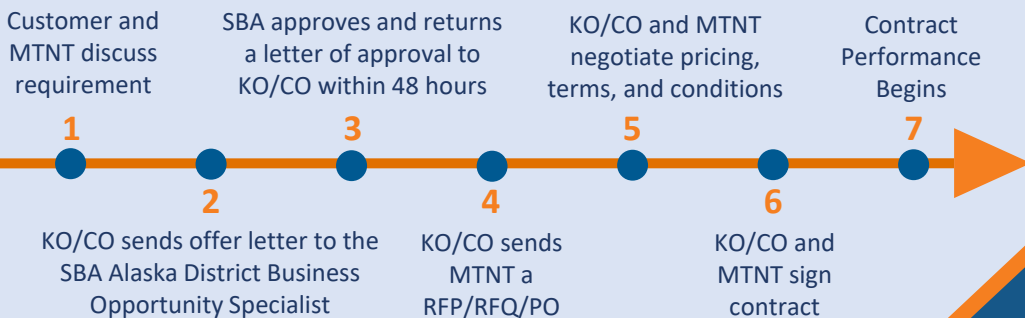 1
Customer and
MTNT discuss
requirement
2
KO/CO sends offer letter to the
SBA Alaska District Business
Opportunity Specialist
3
SBA approves and returns
a letter of approval to
KO/CO within 48 hours
4
KO/CO sends
MTNT a
RFP/RFQ/PO
5
KO/CO and MTNT
negotiate pricing,
terms, and conditions
6
KO/CO and
MTNT sign
contract
7
Contract
Performance
Begins